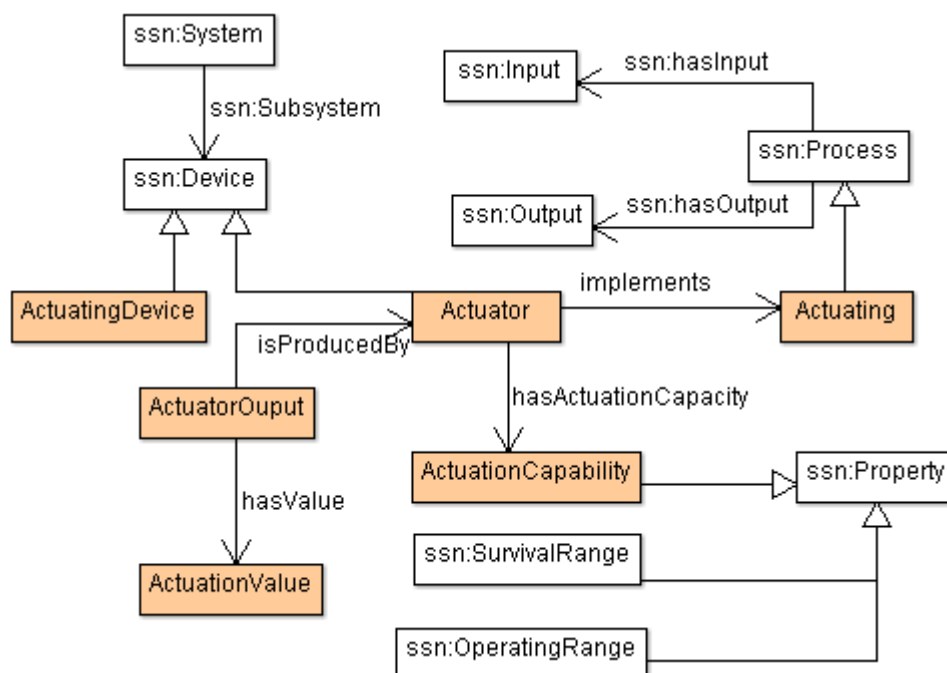 ssn:System
ssn:Input
ssn:hasInput
ssn:Subsystem
ssn:Process
ssn:Device
ssn:Output
ssn:hasOutput
implements
ActuatingDevice
Actuator
Actuating
isProducedBy
ActuatorOuput
hasActuationCapacity
ActuationCapability
ssn:Property
hasValue
ssn:SurvivalRange
ActuationValue
ssn:OperatingRange